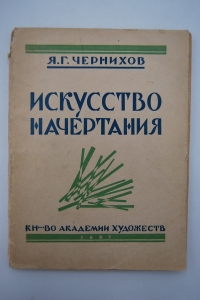 Я.Г. ЧЕРНИХОВ
ИСКУССТВО
НАЧЕРТАНИЯ
КН-ВО АКАДЕМИИ ХУДОЖЕСТВ